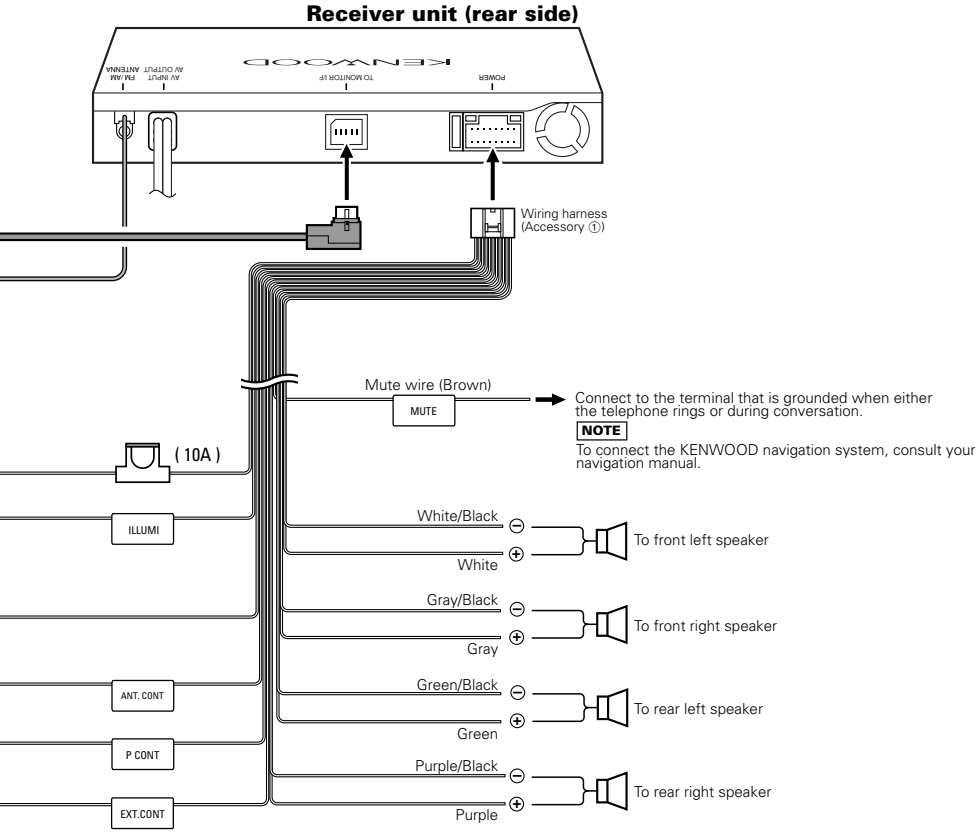 Receiver unit (rear side)
KENWOOD
ANTENNA
FM/AM
AV OUTPUT
AV INPUT
TO MONITOR I/F
POWER
Wiring harness
(Accessory ①)
Mute wire (Brown)
MUTE
Connect to the terminal that is grounded when either
the telephone rings or during conversation.
NOTE
To connect the KENWOOD navigation system, consult your
navigation manual.
( 10A )
ILLUMI
White/Black
⊖
White
⊕
To front left speaker
Gray/Black
⊖
Gray
⊕
To front right speaker
ANT. CONT
Green/Black
⊖
Green
⊕
To rear left speaker
P CONT
Purple/Black
⊖
Purple
⊕
To rear right speaker
EXT.CONT